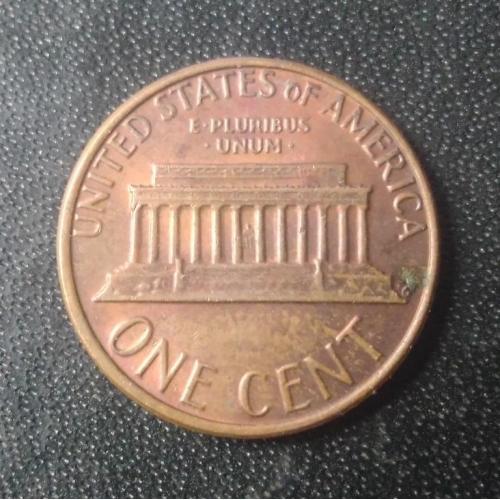 UNITED STATES OF AMERICA
E·PLURIBUS
·UNUM·
ONE CENT